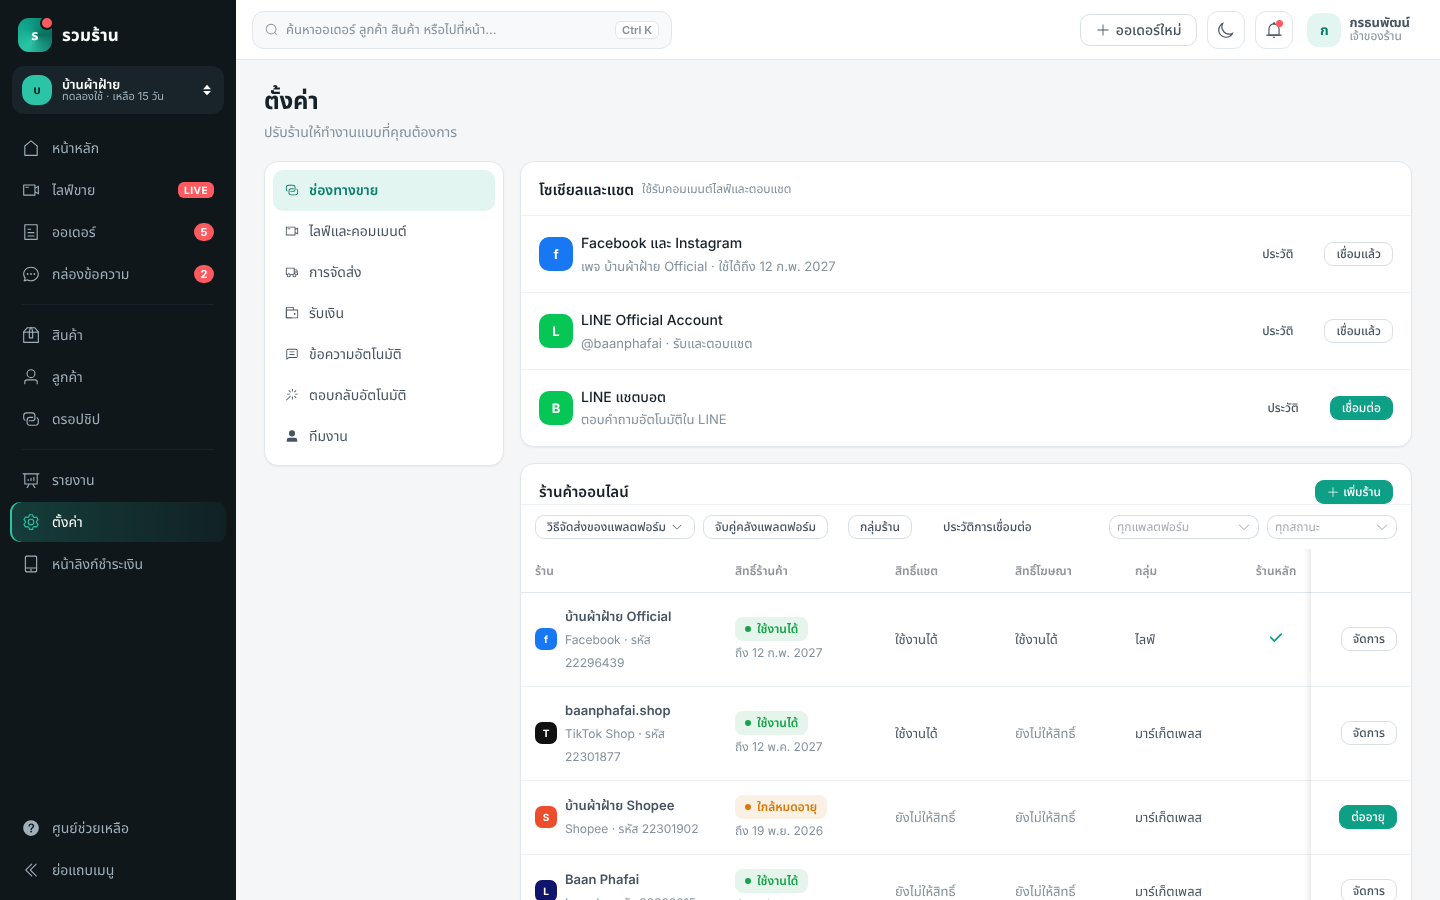 s รวมร้าน
บ บ้านผ้าฝ้าย
ทดลองใช้ · เหลือ 15 วัน
หน้าหลัก
ไลฟ์ขาย LIVE
ออเดอร์ 5
กล่องข้อความ 2
สินค้า
ลูกค้า
ดรอปชิป
รายงาน
ตั้งค่า
หน้าลิงก์ชำระเงิน
ศูนย์ช่วยเหลือ
ย่อแถบเมนู
ค้นหาออเดอร์ ลูกค้า สินค้า หรือไปที่หน้า... Ctrl K
ออเดอร์ใหม่
ก กรธนพัฒน์
เจ้าของร้าน
ตั้งค่า
ปรับร้านให้ทำงานแบบที่คุณต้องการ
ช่องทางขาย
ไลฟ์และคอมเมนต์
การจัดส่ง
รับเงิน
ข้อความอัตโนมัติ
ตอบกลับอัตโนมัติ
ทีมงาน
โซเชียลและแชต ใช้รับคอมเมนต์ไลฟ์และตอบแชต
f Facebook และ Instagram
เพจ บ้านผ้าฝ้าย Official · ใช้ได้ถึง 12 ก.พ. 2027
ประวัติ เชื่อมแล้ว
L LINE Official Account
@baanphafai · รับและตอบแชต
ประวัติ เชื่อมแล้ว
B LINE แชตบอต
ตอบคำถามอัตโนมัติใน LINE
ประวัติ เชื่อมต่อ
ร้านค้าออนไลน์ เพิ่มร้าน
วิธีจัดส่งของแพลตฟอร์ม จับคู่คลังแพลตฟอร์ม กลุ่มร้าน ประวัติการเชื่อมต่อ ทุกแพลตฟอร์ม ทุกสถานะ
ร้าน สิทธิ์ร้านค้า สิทธิ์แชต สิทธิ์โฆษณา กลุ่ม ร้านหลัก
บ้านผ้าฝ้าย Official
f Facebook · รหัส
22296439
ใช้งานได้
ถึง 12 ก.พ. 2027
ใช้งานได้ ใช้งานได้ ไลฟ์ จัดการ
baanphafai.shop
T TikTok Shop · รหัส
22301877
ใช้งานได้
ถึง 12 พ.ค. 2027
ใช้งานได้ ยังไม่ให้สิทธิ์ มาร์เก็ตเพลส จัดการ
บ้านผ้าฝ้าย Shopee
S Shopee · รหัส 22301902
ใกล้หมดอายุ
ถึง 19 พ.ย. 2026
ยังไม่ให้สิทธิ์ ยังไม่ให้สิทธิ์ มาร์เก็ตเพลส ต่ออายุ
Baan Phafai
L
ใช้งานได้
ยังไม่ให้สิทธิ์ ยังไม่ให้สิทธิ์ มาร์เก็ตเพลส จัดการ